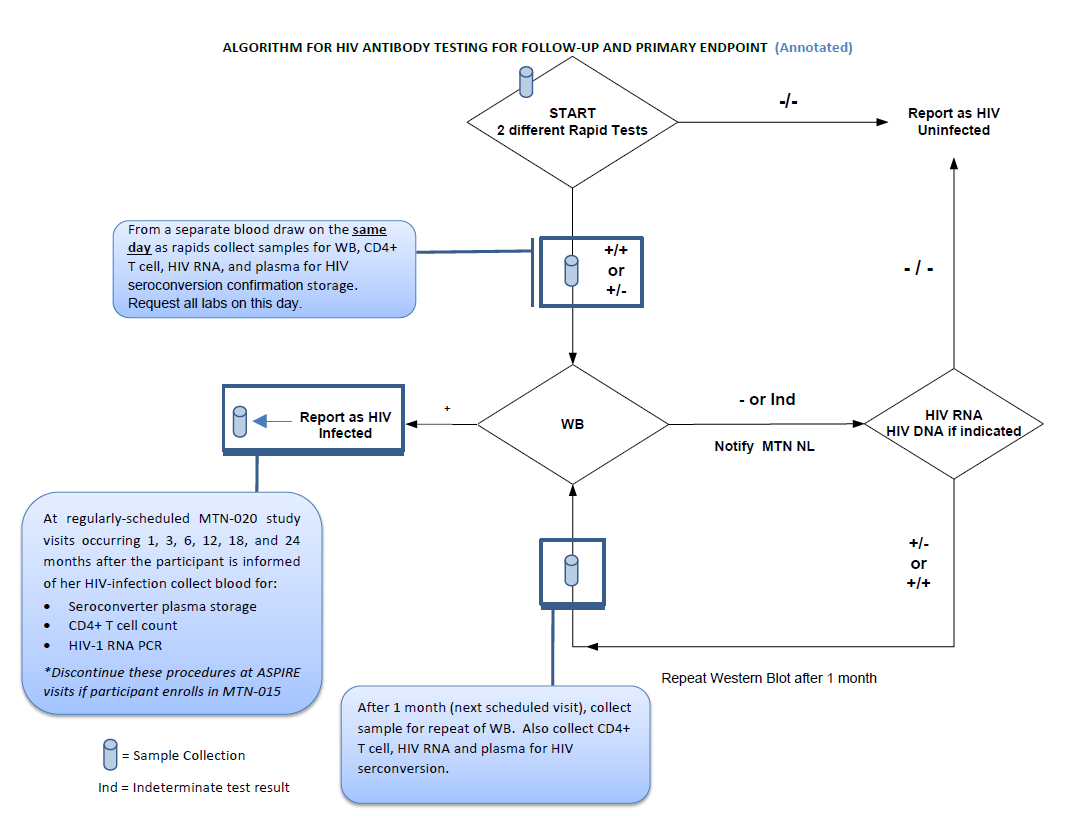 ALGORITHM FOR HIV ANTIBODY TESTING FOR FOLLOW-UP AND PRIMARY ENDPOINT (Annotated)
START
2 different Rapid Tests
-/-
Report as HIV
Uninfected
From a separate blood draw on the same
day as rapids collect samples for WB, CD4+
T cell, HIV RNA, and plasma for HIV
seroconversion confirmation storage.
Request all labs on this day.
+/+
or
+/-
- / -
Report as HIV
Infected
+
WB
- or Ind
Notify MTN NL
HIV RNA
HIV DNA if indicated
At regularly-scheduled MTN-020 study
visits occurring 1, 3, 6, 12, 18, and 24
months after the participant is informed
of her HIV-infection collect blood for:
• Seroconverter plasma storage
• CD4+ T cell count
• HIV-1 RNA PCR
*Discontinue these procedures at ASPIRE
visits if participant enrolls in MTN-015
+/-
or
+/+
Repeat Western Blot after 1 month
After 1 month (next scheduled visit), collect
sample for repeat of WB. Also collect CD4+
T cell, HIV RNA and plasma for HIV
serconversion.
= Sample Collection
Ind = Indeterminate test result